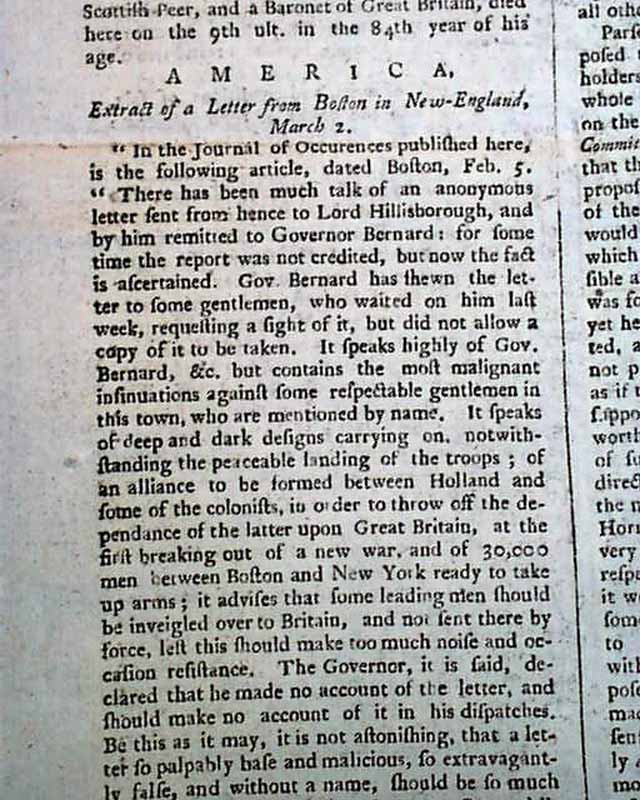 Scottiſh Peer, and a Baronet of Great Britain, died
here on the 9th ult. in the 84th year of his
age.
A M E R I C A,
Extract of a Letter from Boſton in New-England,
March 2.
“ In the Journal of Occurences publiſhed here,
is the following article, dated Boſton, Feb. 5.
“ There has been much talk of an anonymous
letter ſent from hence to Lord Hillisborough, and
by him remitted to Governor Bernard: for ſome
time the report was not credited, but now the fact
is aſcertained. Gov. Bernard has ſhewn the let-
ter to ſome gentlemen, who waited on him laſt
week, requeſting a ſight of it, but did not allow a
copy of it to be taken. It ſpeaks highly of Gov.
Bernard, &c. but contains the moſt malignant
inſinuations againſt ſome reſpectable gentlemen in
this town, who are mentioned by name. It ſpeaks
of deep and dark deſigns carrying on, notwith-
ſtanding the peaceable landing of the troops ; of
an alliance to be formed between Holland and
ſome of the coloniſts, in order to throw off the de-
pendance of the latter upon Great Britain, at the
firſt breaking out of a new war, and of 30,000
men between Boſton and New York ready to take
up arms ; it adviſes that ſome leading men ſhould
be inveigled over to Britain, and not ſent there by
force, leſt this ſhould make too much noiſe and oc-
caſion reſiſtance. The Governor, it is ſaid, de-
clared that he made no account of the letter, and
ſhould make no account of it in his diſpatches.
Be this as it may, it is not aſtoniſhing, that a let-
ter ſo palpably baſe and malicious, ſo extravagant-
ly falſe, and without a name, ſhould be ſo much
all
poſed
holders
whole
on the
that
of the
would
which
ſible a
was
yet he
ted, a
not p
as if
worth
of
the
very
it
to
with
ly